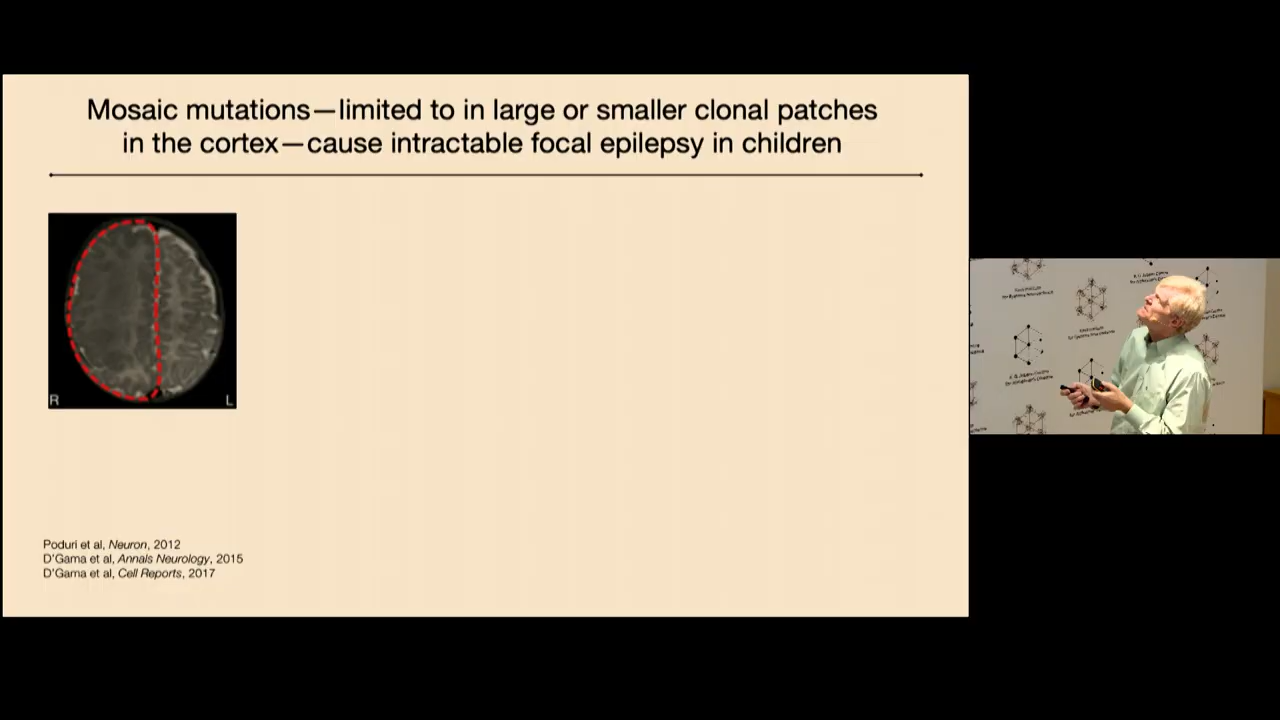 Mosaic mutations—limited to in large or smaller clonal patches
in the cortex—cause intractable focal epilepsy in children
R
L
Poduri et al, Neuron, 2012
D'Gama et al, Annals Neurology, 2015
D'Gama et al, Cell Reports, 2017